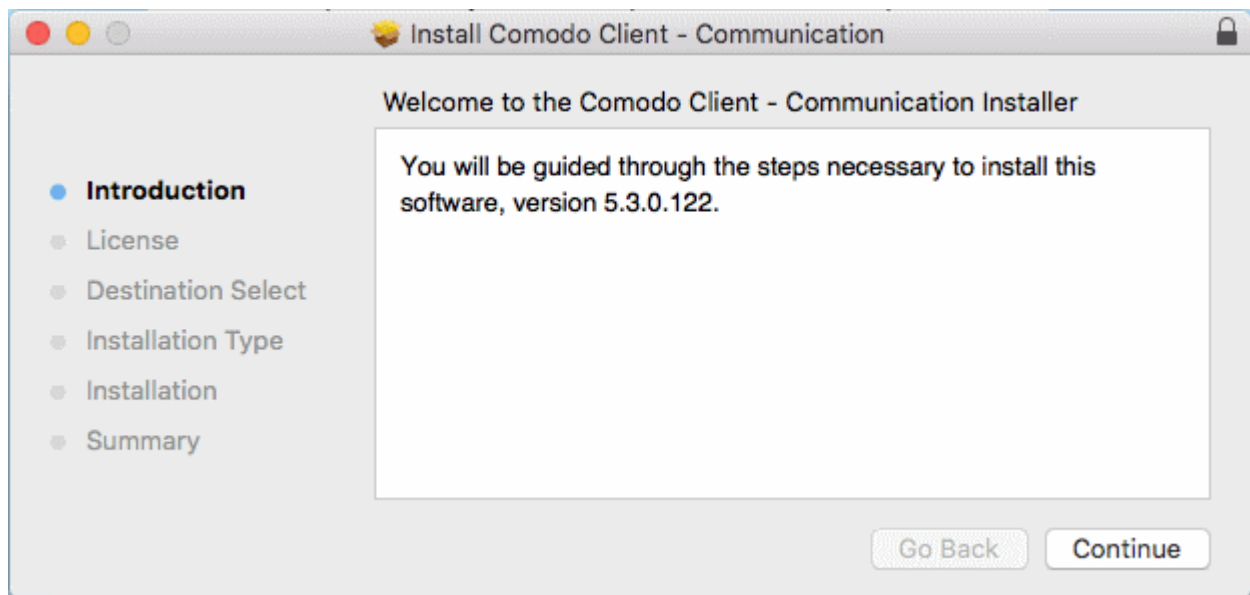 Install Comodo Client - Communication
Welcome to the Comodo Client - Communication Installer
Introduction
License
Destination Select
Installation Type
Installation
Summary
You will be guided through the steps necessary to install this
software, version 5.3.0.122.
Go Back
Continue